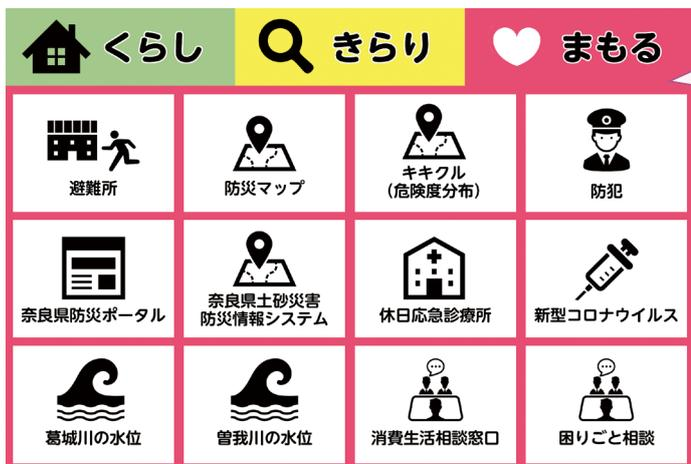 くらし
きらり
まもる
避難所
防災マップ
キキクル
（危険度分布）
防犯
奈良県防災ポータル
奈良県土砂災害
防災情報システム
休日応急診療所
新型コロナウイルス
葛城川の水位
曽我川の水位
消費生活相談窓口
困りごと相談